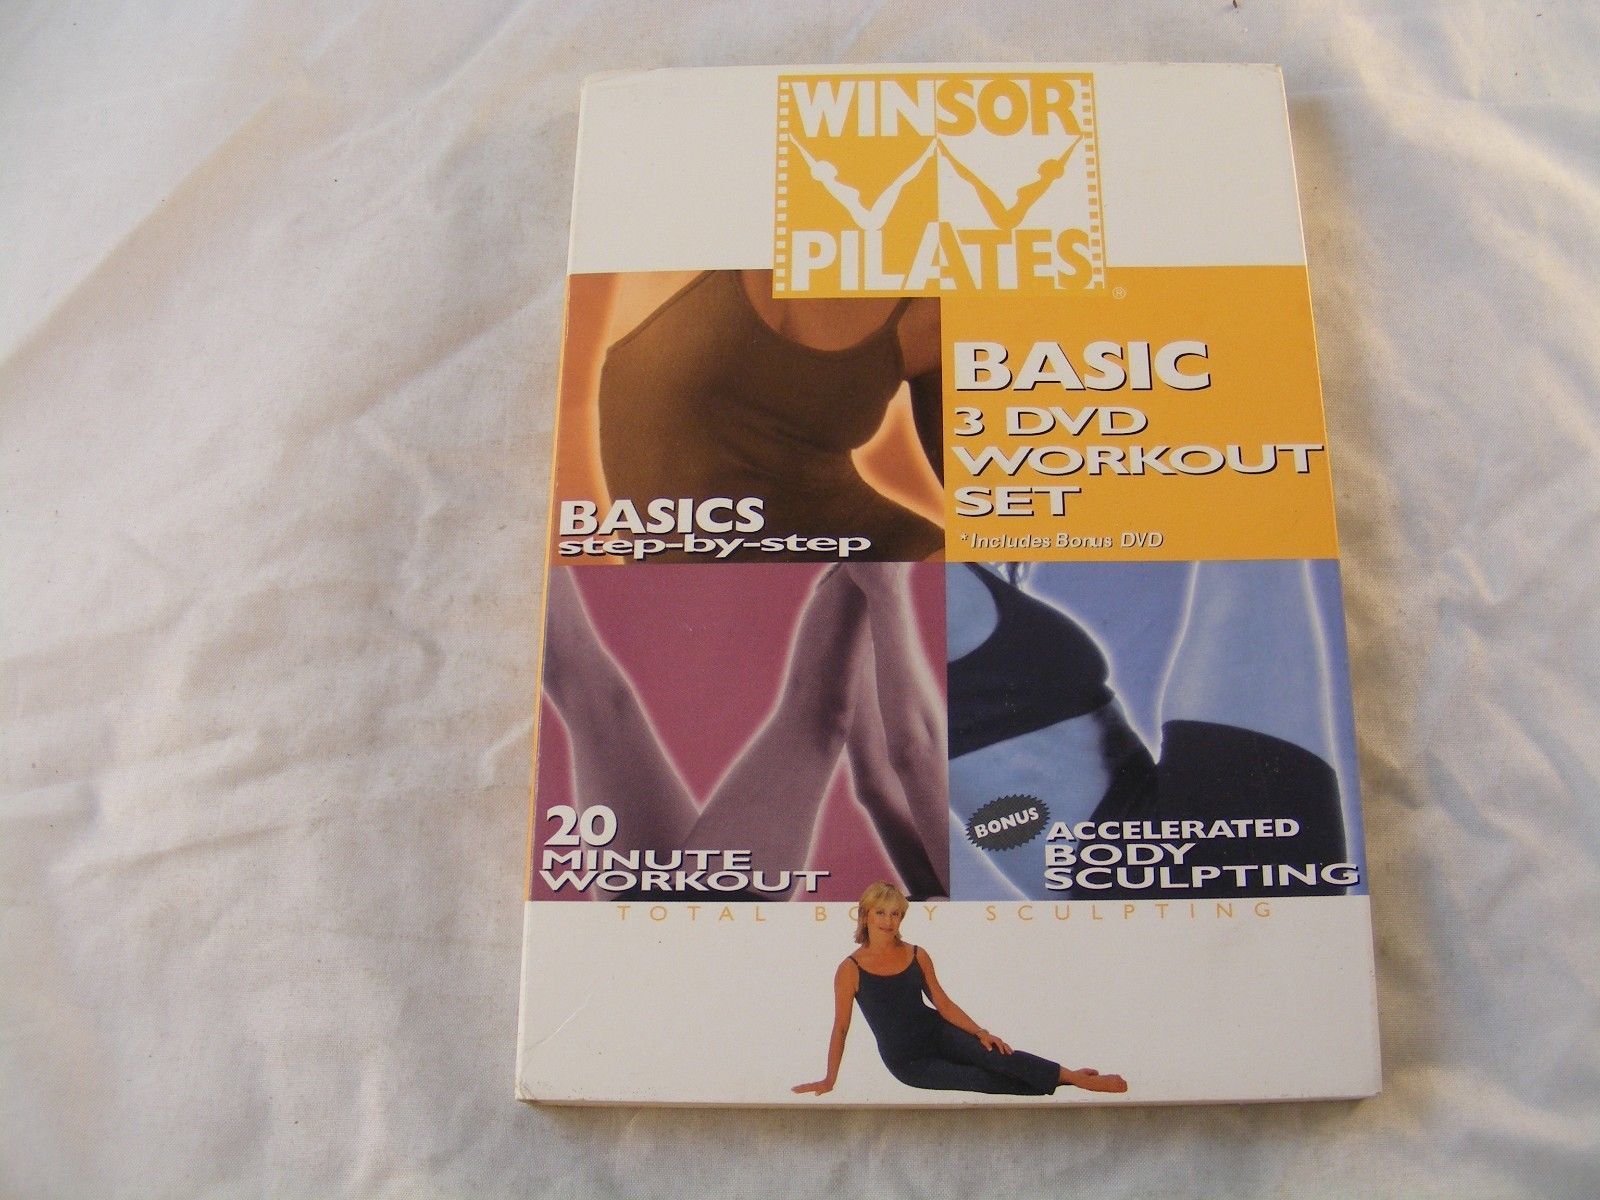 WINSOR
PILATES
®
BASIC
3 DVD
WORKOUT
SET
*Includes Bonus DVD
BASICS
step-by-step
20
MINUTE
WORKOUT
BONUS
ACCELERATED
BODY
SCULPTING
TOTAL BODY SCULPTING